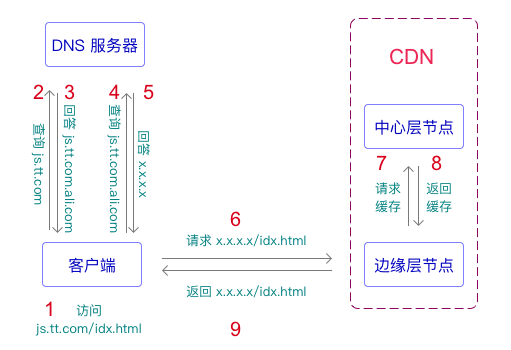 DNS 服务器
CDN
2
3
4
5
查询 js.tt.com
回答 js.tt.com.ali.com
查询 js.tt.com.ali.com
回答 x.x.x.x
中心层节点
7
8
请求
缓存
返回
缓存
6
请求 x.x.x.x/idx.html
客户端
边缘层节点
返回 x.x.x.x/idx.html
1 访问
js.tt.com/idx.html
9